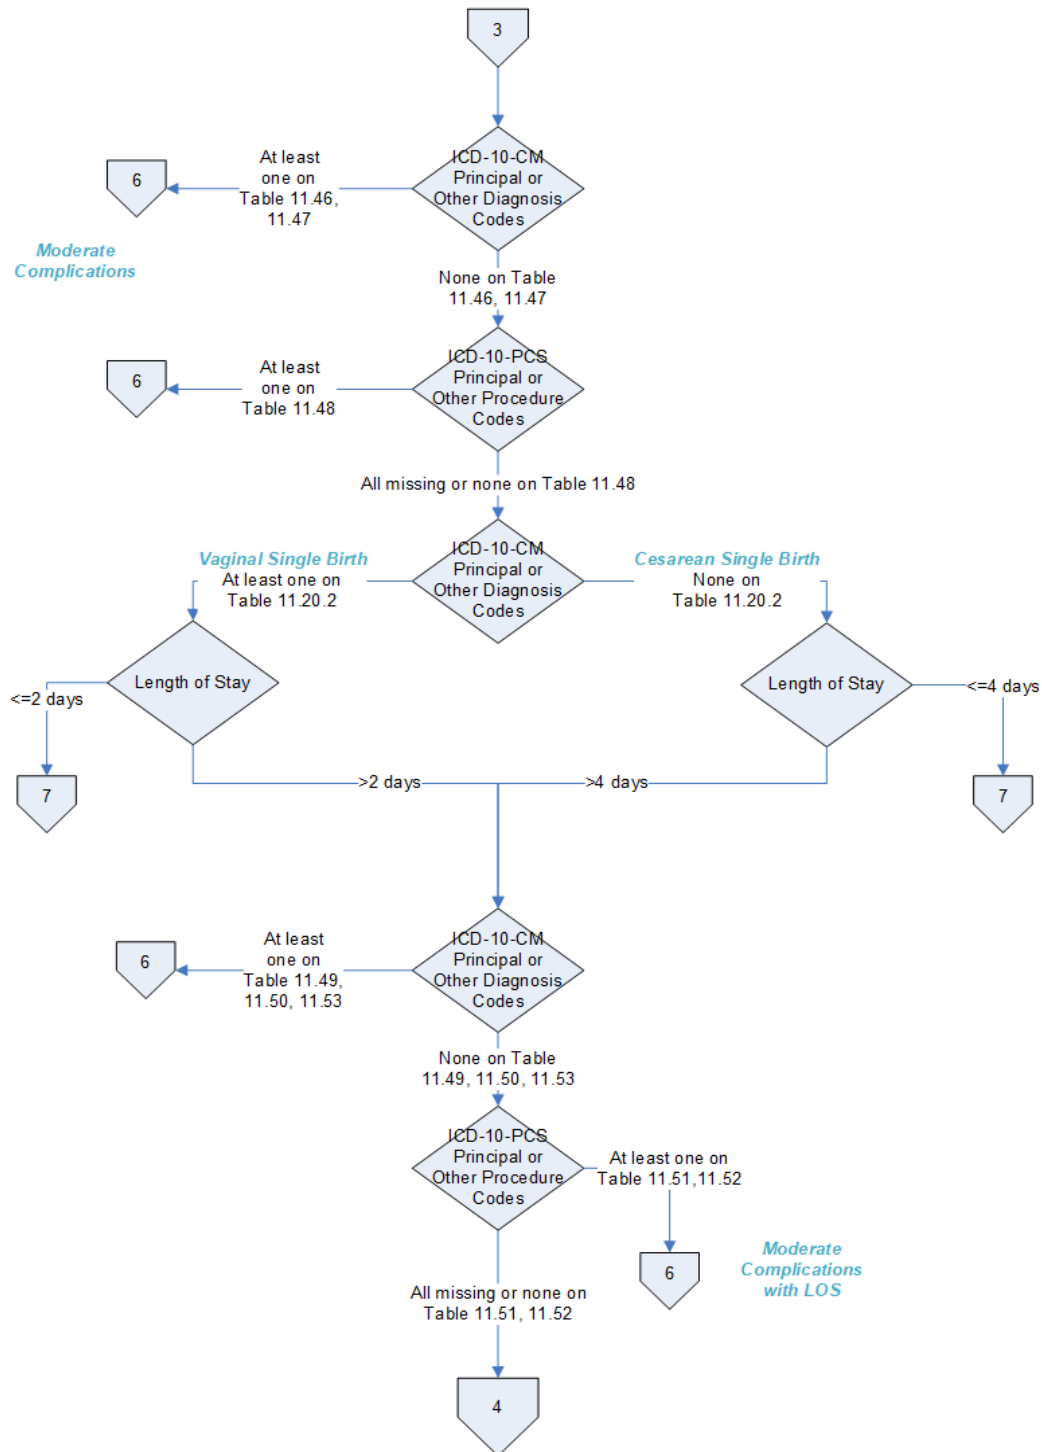 3
ICD-10-CM
Principal or
Other Diagnosis
Codes
At least
one on
Table 11.46,
11.47
6
Moderate
Complications
None on Table
11.46, 11.47
ICD-10-PCS
Principal or
Other Procedure
Codes
At least
one on
Table 11.48
6
All missing or none on Table 11.48
ICD-10-CM
Principal or
Other Diagnosis
Codes
Vaginal Single Birth
At least one on
Table 11.20.2
Cesarean Single Birth
None on
Table 11.20.2
Length of Stay
Length of Stay
<=2 days
<=4 days
7
>2 days
>4 days
7
ICD-10-CM
Principal or
Other Diagnosis
Codes
At least
one on
Table 11.49,
11.50, 11.53
6
None on Table
11.49, 11.50, 11.53
ICD-10-PCS
Principal or
Other Procedure
Codes
At least one on
Table 11.51,11.52
6
Moderate
Complications
with LOS
All missing or none on
Table 11.51, 11.52
4